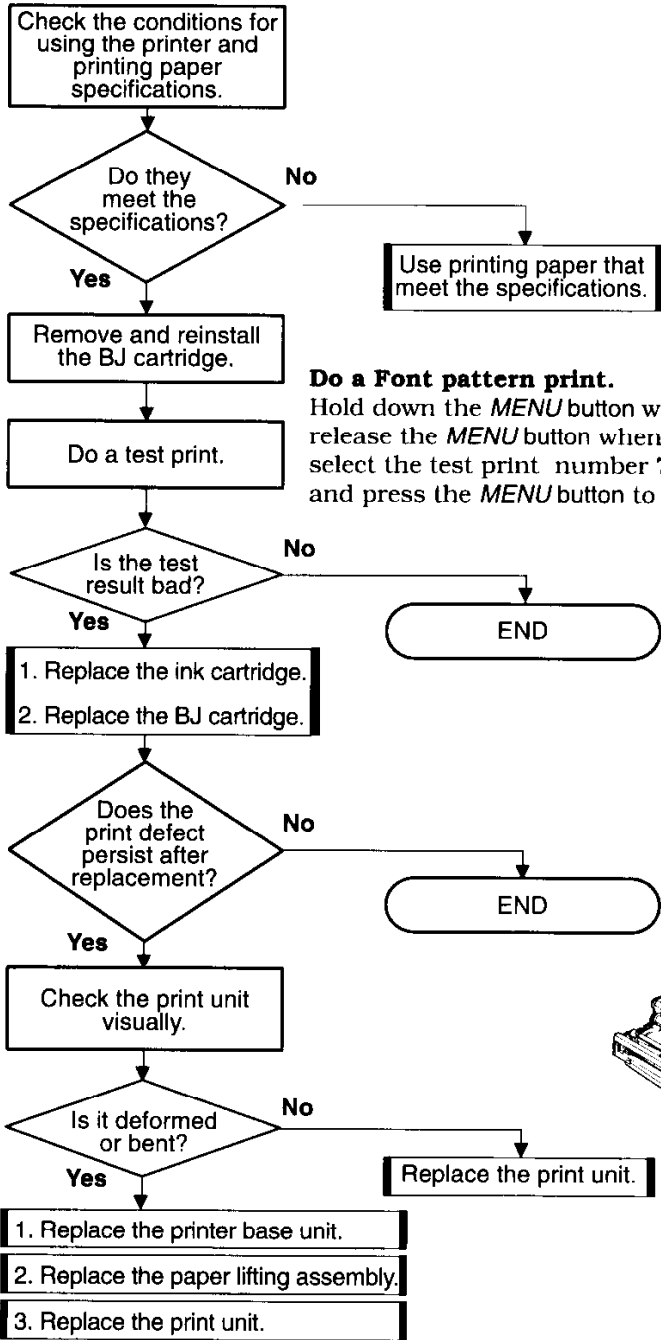 Check the conditions for
using the printer and
printing paper
specifications.
Do they
meet the
specifications?
No
Yes
Use printing paper that
meet the specifications.
Remove and reinstall
the BJ cartridge.
Do a test print.
Do a Font pattern print.
Hold down the MENU button
release the MENU button when
select the test print number
and press the MENU button to
Is the test
result bad?
No
Yes
END
1. Replace the ink cartridge.
2. Replace the BJ cartridge.
Does the
print defect
persist after
replacement?
No
Yes
END
Check the print unit
visually.
Is it deformed
or bent?
No
Yes
Replace the print unit.
1. Replace the printer base unit.
2. Replace the paper lifting assembly.
3. Replace the print unit.